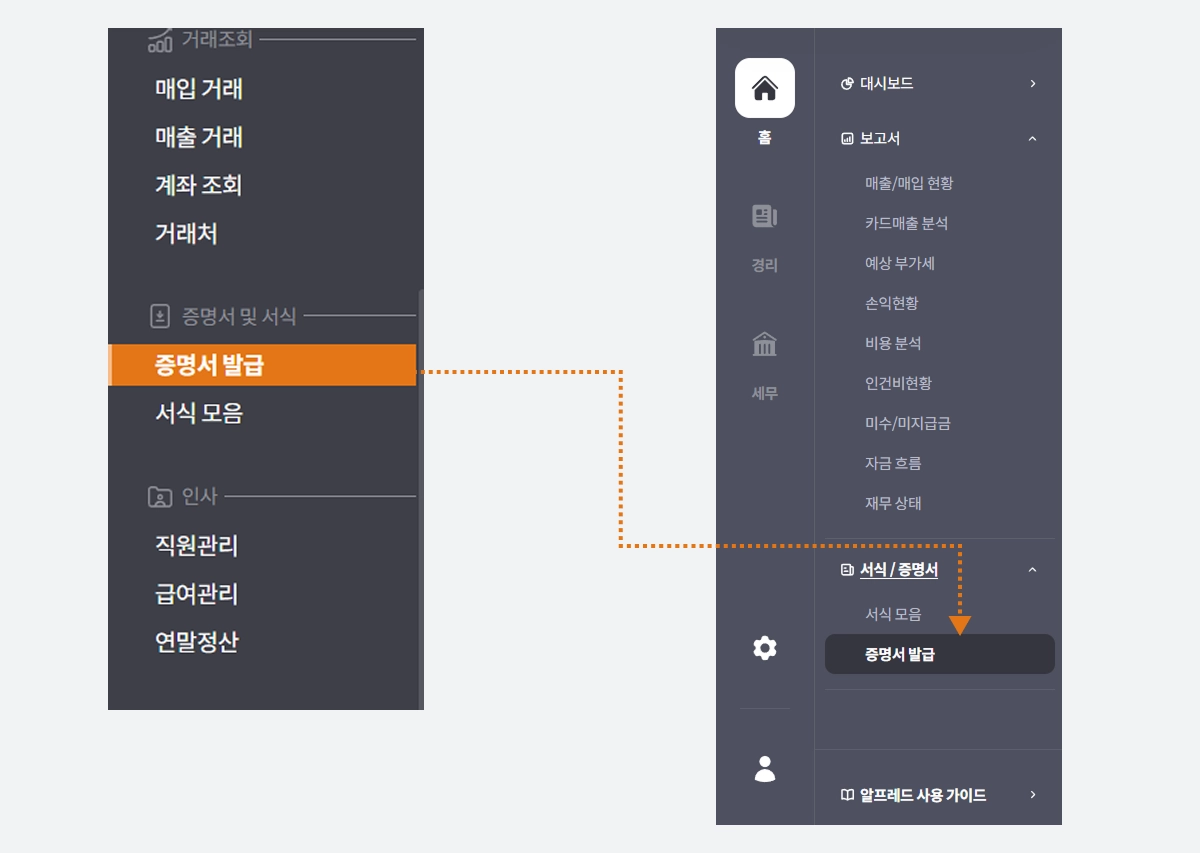 거래조회
매입 거래
매출 거래
계좌 조회
거래처
증명서 및 서식
증명서 발급
서식 모음
인사
직원관리
급여관리
연말정산
홈
경리
세무
대시보드
보고서
매출/매입 현황
카드매출 분석
예상 부가세
손익현황
비용 분석
인건비현황
미수/미지급금
자금 흐름
재무 상태
서식 / 증명서
서식 모음
증명서 발급
알프레드 사용 가이드